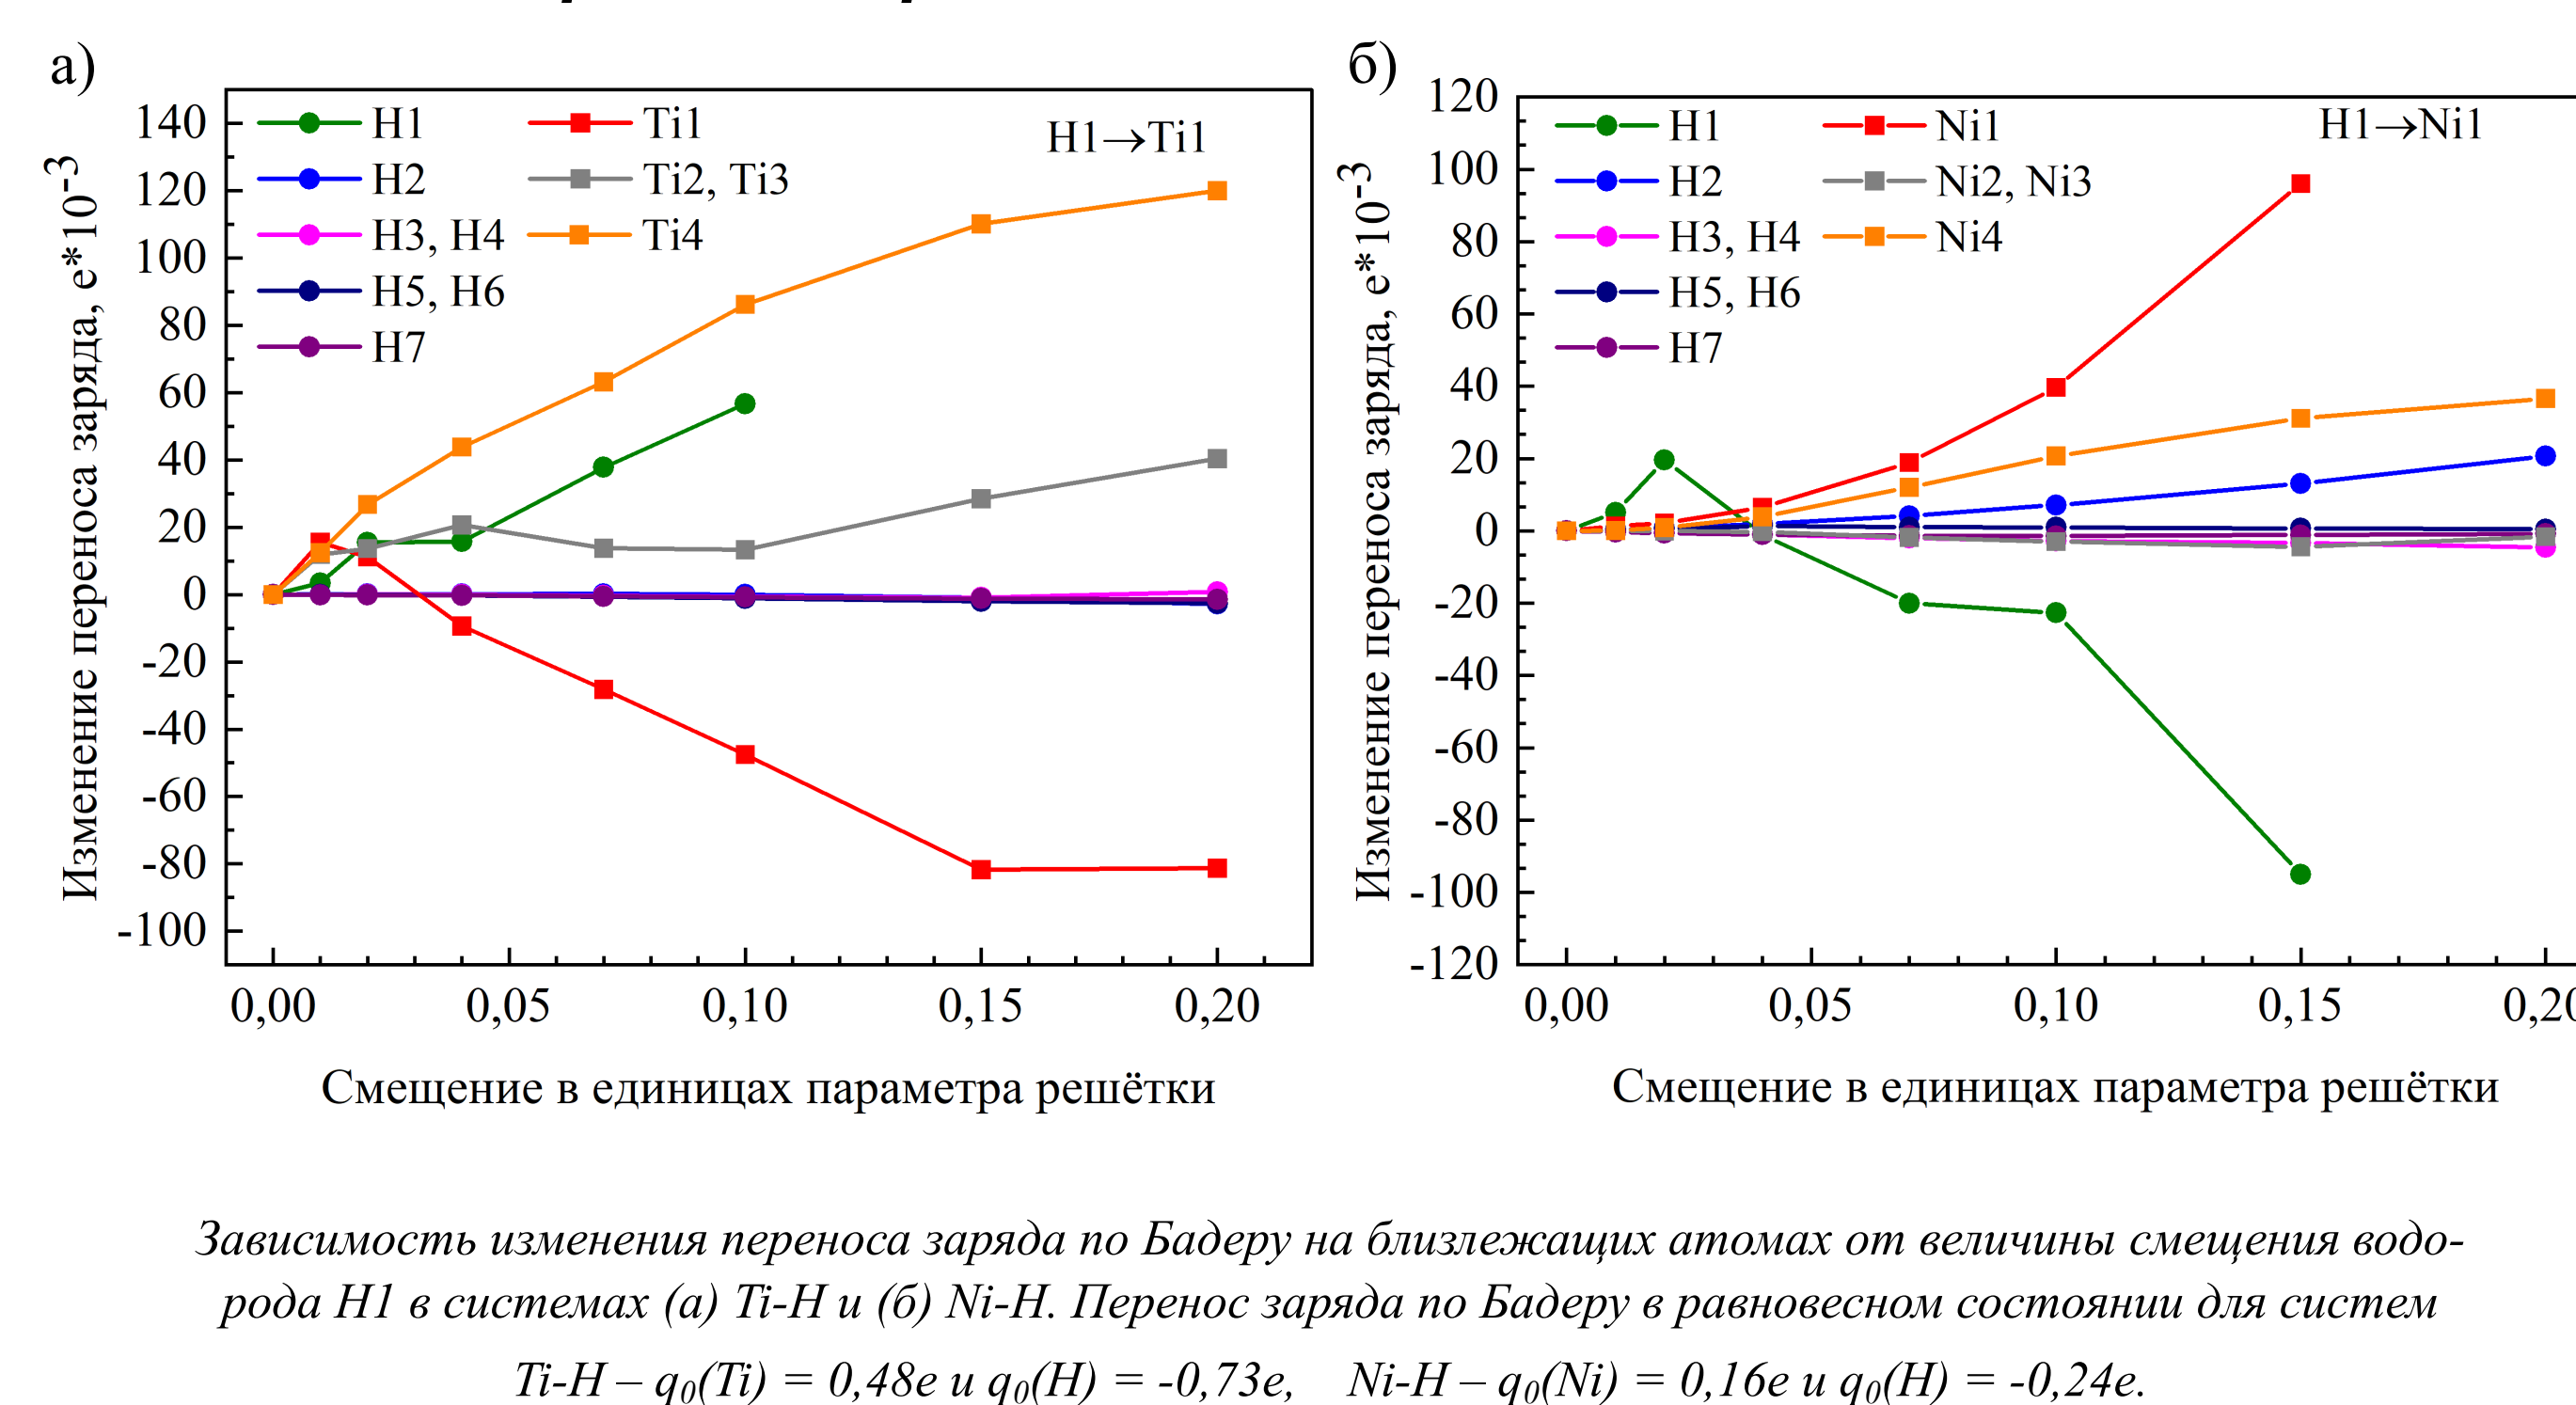 а)
140
120
100
80
60
40
20
0
-20
-40
-60
-80
-100
Изменение переноса заряда, е*10-3
H1
H2
H3, H4
H5, H6
H7
Ti1
Ti2, Ti3
Ti4
H1→Ti1
0,00 0,05 0,10 0,15 0,20
Смещение в единицах параметра решётки
б)
120
100
80
60
40
20
0
-20
-40
-60
-80
-100
-120
Изменение переноса заряда, е*10-3
H1
H2
H3, H4
H5, H6
H7
Ni1
Ni2, Ni3
Ni4
H1→Ni1
0,00 0,05 0,10 0,15 0,20
Смещение в единицах параметра решётки
Зависимость изменения переноса заряда по Бадеру на близлежащих атомах от величины смещения водо-
рода H1 в системах (а) Ti-H и (б) Ni-H. Перенос заряда по Бадеру в равновесном состоянии для систем
Ti-H – q0(Ti) = 0,48e и q0(H) = -0,73e, Ni-H – q0(Ni) = 0,16e и q0(H) = -0,24e.